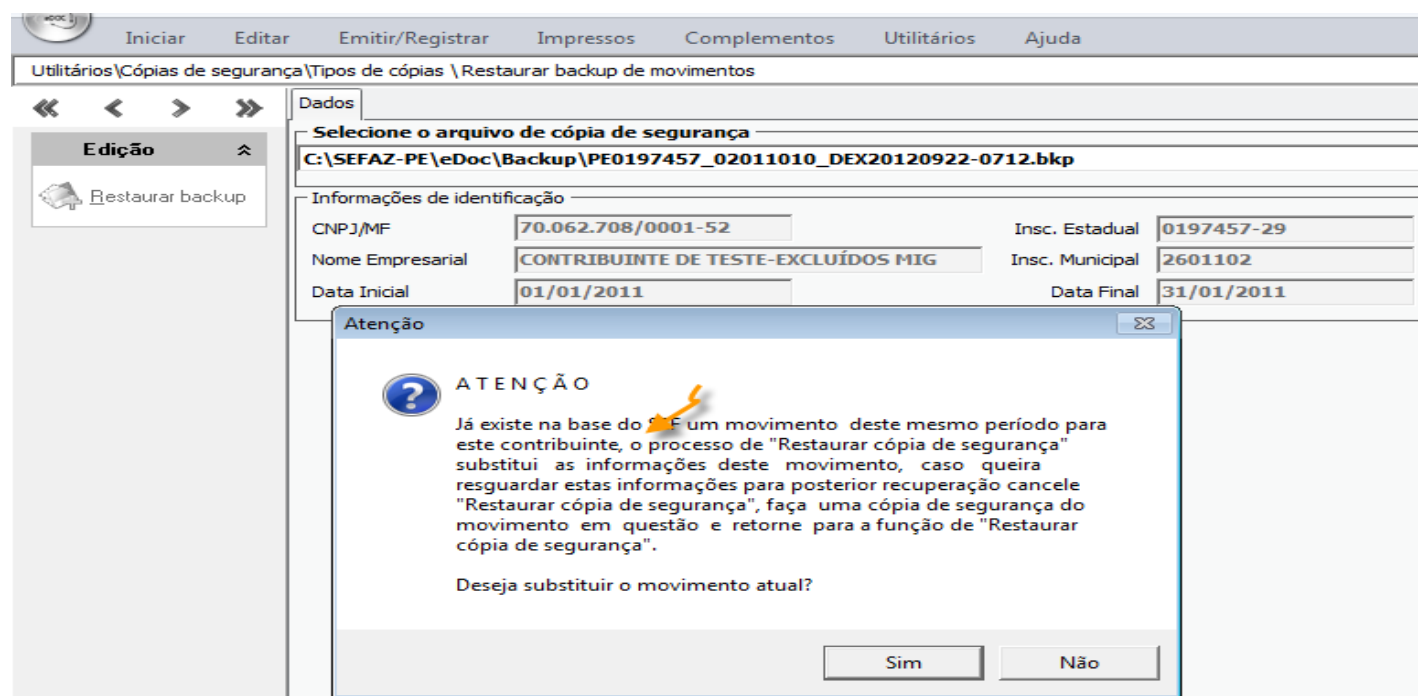 eDOC
Iniciar Editar Emitir/Registrar Impressos Complementos Utilitários Ajuda
Utilitários\Cópias de segurança\Tipos de cópias \ Restaurar backup de movimentos
Dados
Edição
Restaurar backup
Selecione o arquivo de cópia de segurança
C:\SEFAZ-PE\eDoc\Backup\PE0197457_02011010_DEX20120922-0712.bkp
Informações de identificação
CNPJ/MF 70.062.708/0001-52 Insc. Estadual 0197457-29
Nome Empresarial CONTRIBUINTE DE TESTE-EXCLUÍDOS MIG Insc. Municipal 2601102
Data Inicial 01/01/2011 Data Final 31/01/2011
Atenção
A T E N Ç Ã O
Já existe na base do um movimento deste mesmo período para
este contribuinte, o processo de "Restaurar cópia de segurança"
substitui as informações deste movimento, caso queira
resguardar estas informações para posterior recuperação cancele
"Restaurar cópia de segurança", faça uma cópia de segurança do
movimento em questão e retorne para a função de "Restaurar
cópia de segurança".
Deseja substituir o movimento atual?
Sim Não